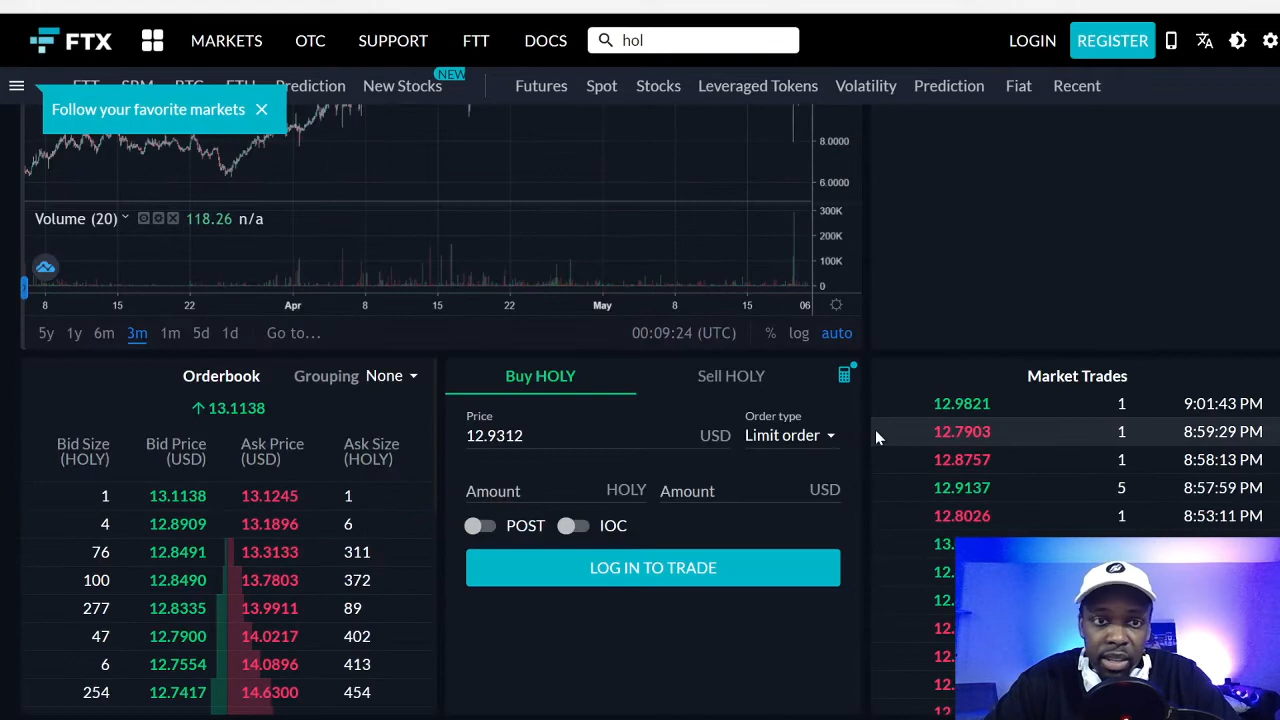 FTX MARKETS OTC SUPPORT FTT DOCS hol LOGIN REGISTER
NEW
Prediction New Stocks Futures Spot Stocks Leveraged Tokens Volatility Prediction Fiat Recent
Follow your favorite markets
8.0000
6.0000
Volume (20) 118.26 n/a
300K
200K
100K
0
8 15 22 Apr 8 15 22 May 8 15 06
5y 1y 6m 3m 1m 5d 1d Go to... 00:09:24 (UTC) % log auto
Orderbook Grouping None
13.1138
Bid Size (HOLY) Bid Price (USD) Ask Price (USD) Ask Size (HOLY)
1 13.1138 13.1245 1
4 12.8909 13.1896 6
76 12.8491 13.3133 311
100 12.8490 13.7803 372
277 12.8335 13.9911 89
47 12.7900 14.0217 402
6 12.7554 14.0896 413
254 12.7417 14.6300 454
Buy HOLY Sell HOLY
Price Order type
12.9312 USD Limit order
Amount HOLY Amount USD
POST IOC
LOG IN TO TRADE
Market Trades
12.9821 1 9:01:43 PM
12.7903 1 8:59:29 PM
12.8757 1 8:58:13 PM
12.9137 5 8:57:59 PM
12.8026 1 8:53:11 PM
13.
12.
12.
12.
12.
12.